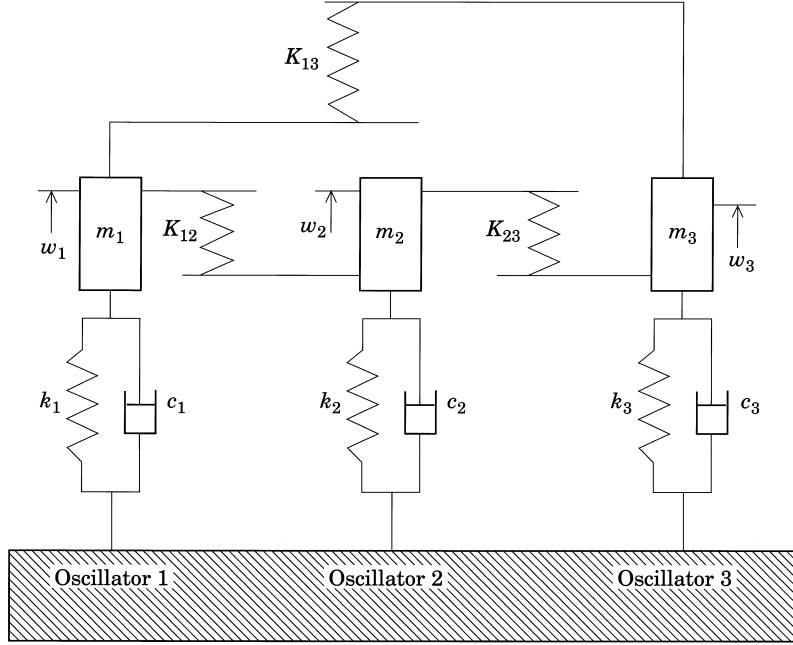 K13
w1 m1 K12 w2 m2 K23 m3 w3
k1 c1 k2 c2 k3 c3
Oscillator 1 Oscillator 2 Oscillator 3